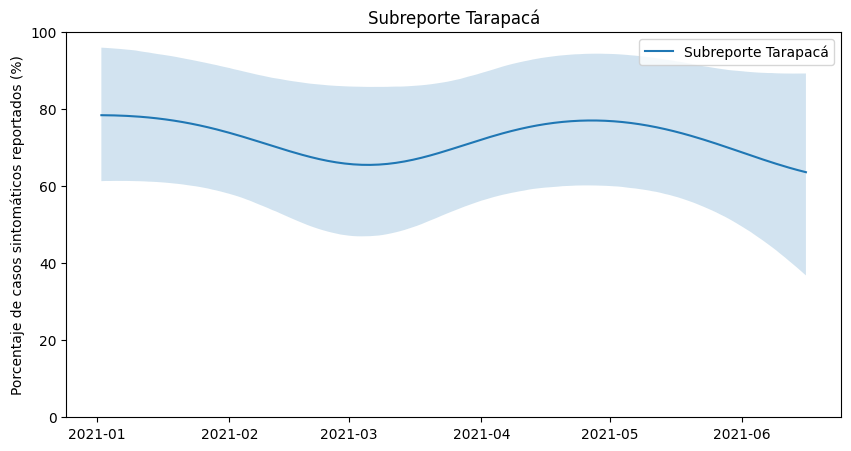 Subreporte Tarapacá
Subreporte Tarapacá
Porcentaje de casos sintomáticos reportados (%)
100
80
60
40
20
0
2021-01 2021-02 2021-03 2021-04 2021-05 2021-06